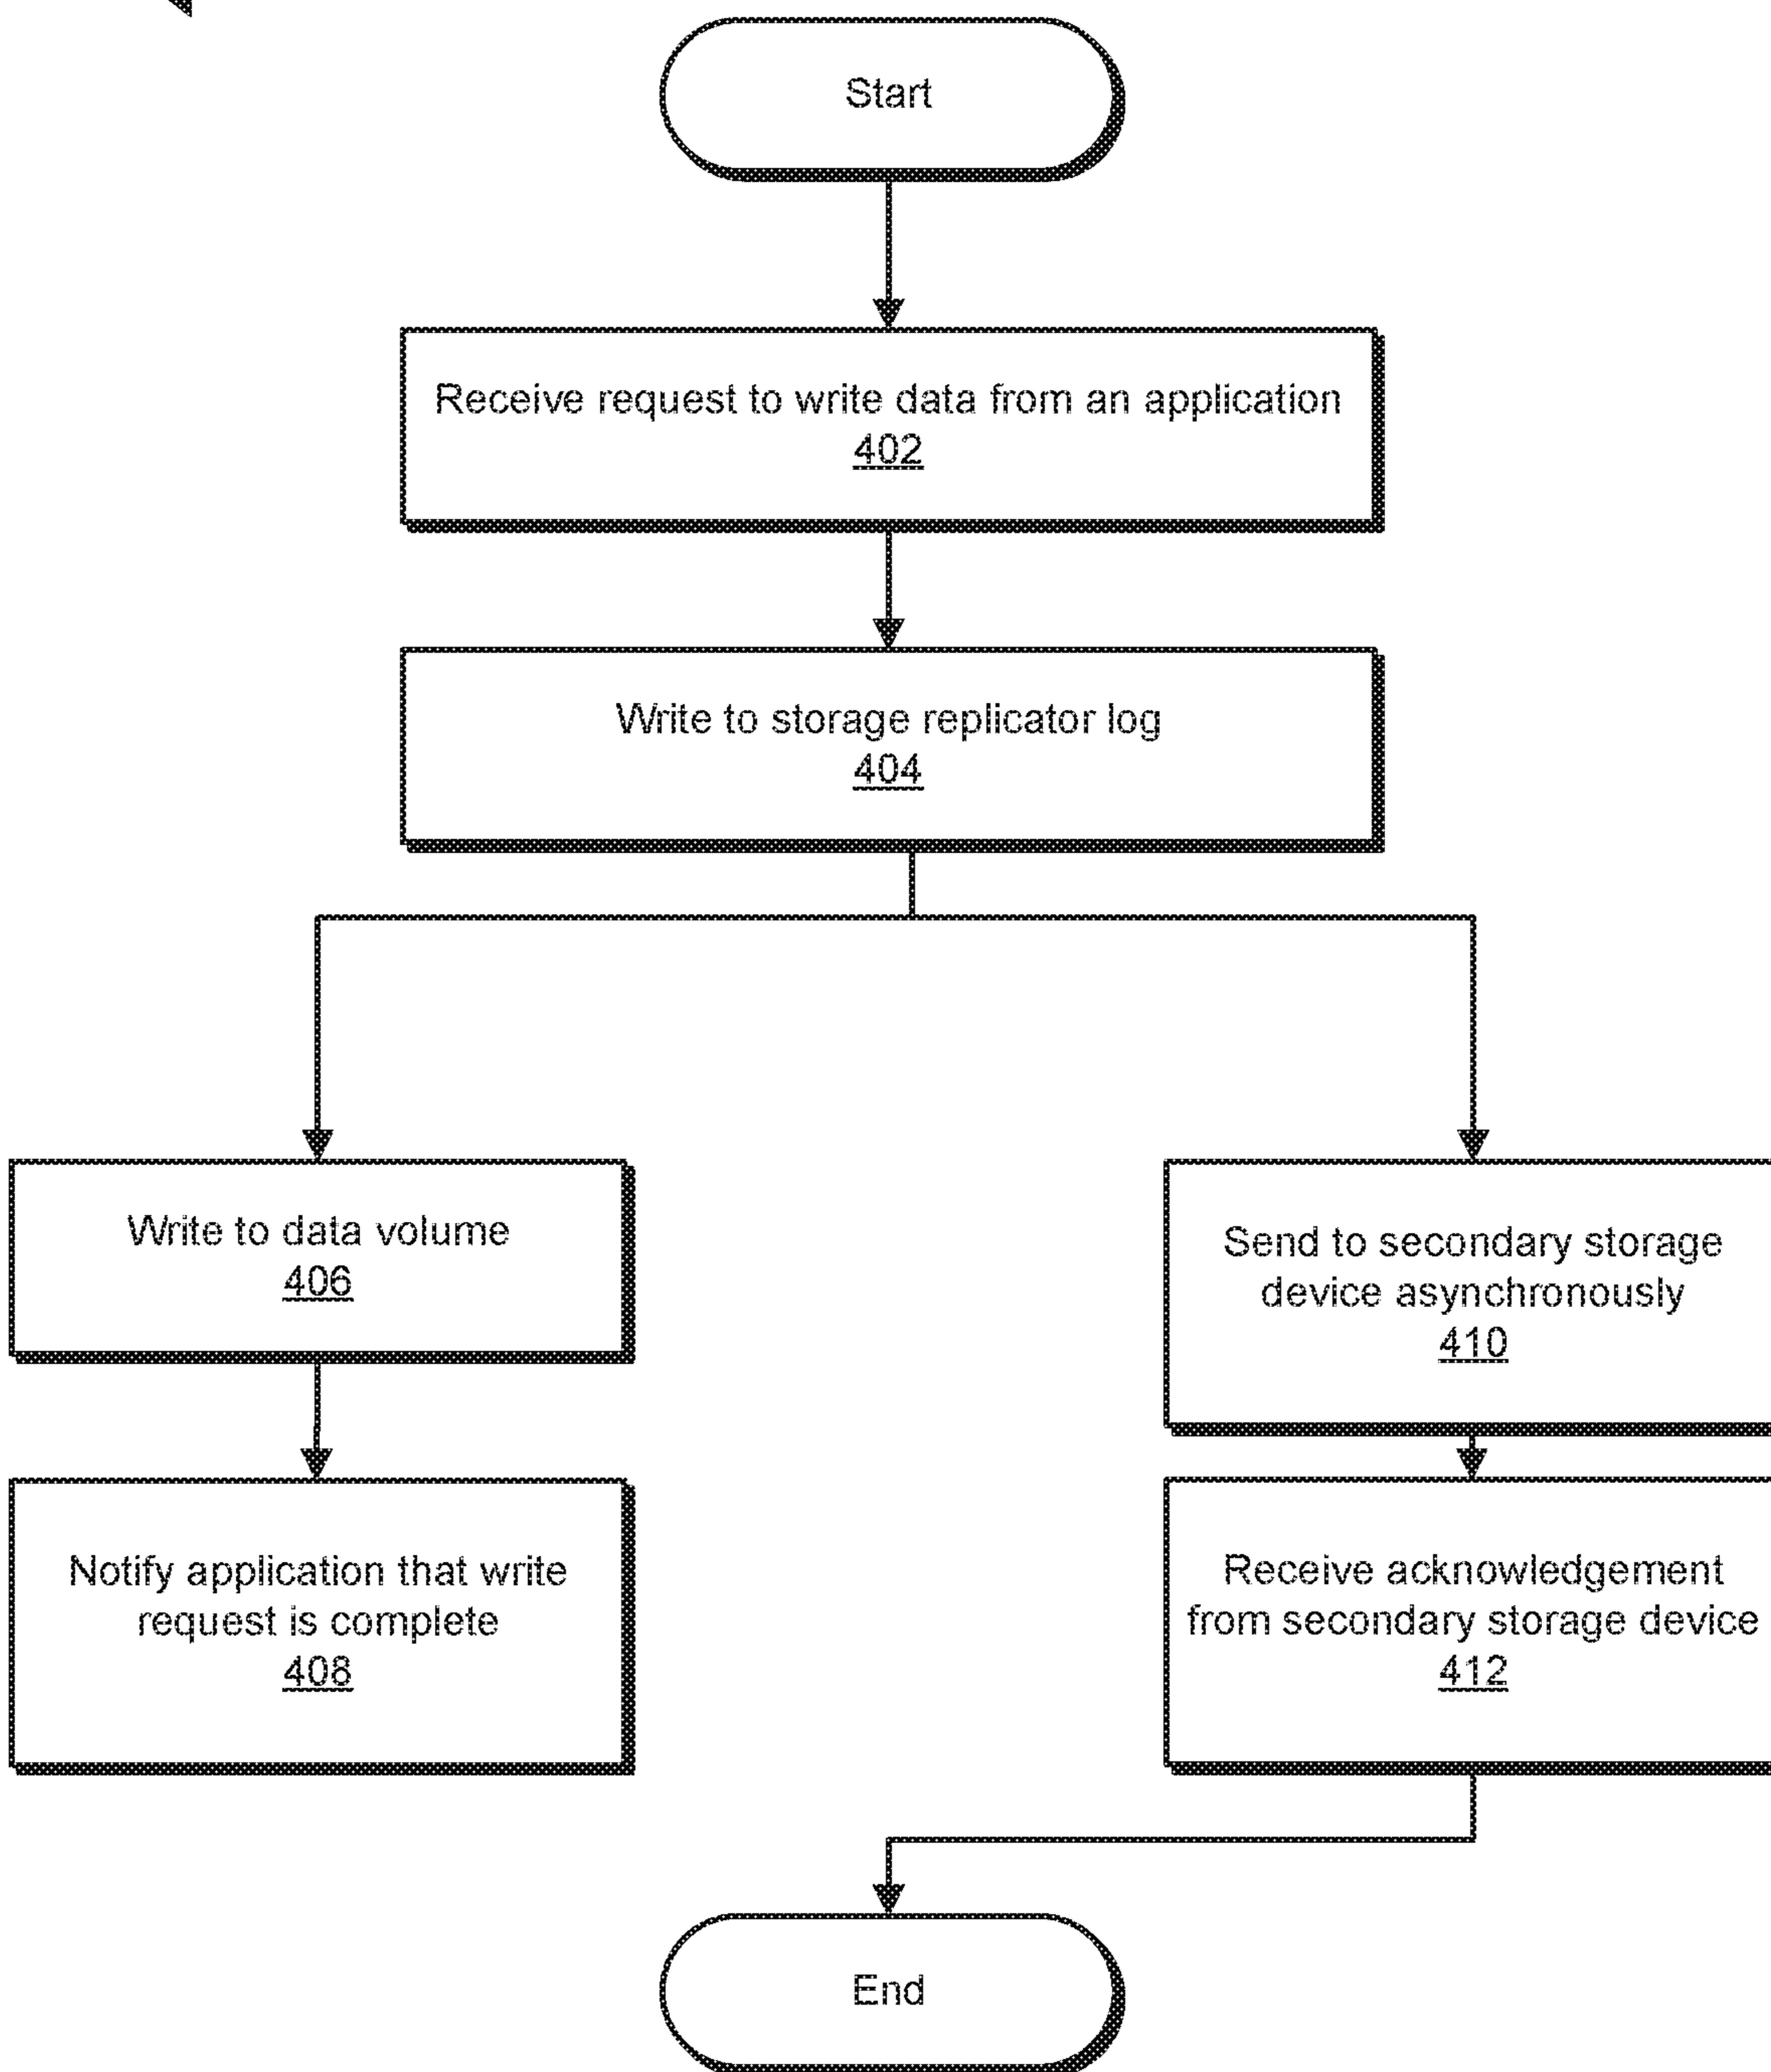 Start
Receive request to write data from an application
402
Write to storage replicator log
404
Write to data volume
406
Notify application that write
request is complete
408
Send to secondary storage
device asynchronously
410
Receive acknowledgement
from secondary storage device
412
End